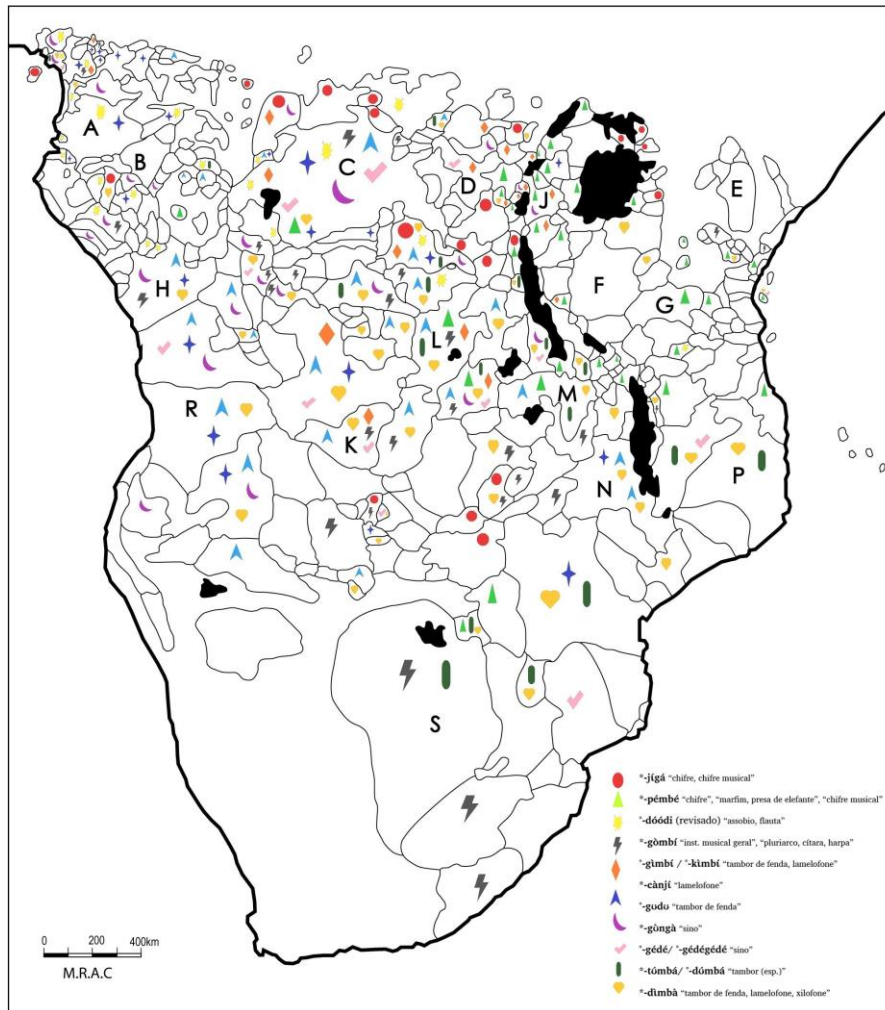 A
B
C
D
E
J
F
H
G
L
M
R
K
N
P
S
*-jígá “chifre, chifre musical”
*-pémbé “chifre”, “marfim, presa de elefante”, “chifre musical”
°-dóódi (revisado) “assobio, flauta”
*-gòmbí “inst. musical geral”, “pluriarco, cítara, harpa”
°-gìmbí / °-kìmbí “tambor de fenda, lamelofone”
*-cànjí “lamelofone”
°-gʊdʊ “tambor de fenda”
*-gòngà “sino”
°-gédé/ °-gédégédé “sino”
*-tómbá/ °-dómbá “tambor (esp.)”
*-dìmbà “tambor de fenda, lamelofone, xilofone”
0 200 400km
M.R.A.C